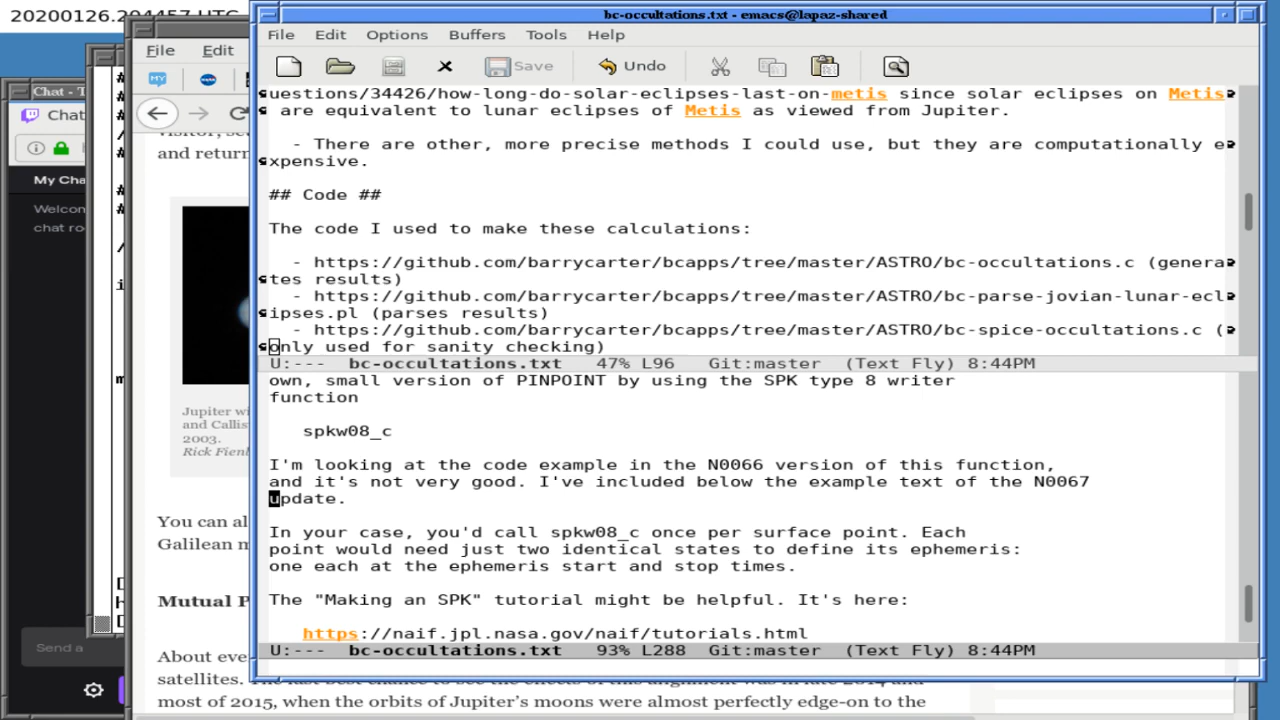 20200126.204457 UTC
bc-occultations.txt - emacs@lapaz-shared
File Edit Options Buffers Tools Help
Save Undo
uestions/34426/how-long-do-solar-eclipses-last-on-metis since solar eclipses on Metis
are equivalent to lunar eclipses of Metis as viewed from Jupiter.
- There are other, more precise methods I could use, but they are computationally e
xpensive.
## Code ##
The code I used to make these calculations:
- https://github.com/barrycarter/bcapps/tree/master/ASTRO/bc-occultations.c (genera
tes results)
- https://github.com/barrycarter/bcapps/tree/master/ASTRO/bc-parse-jovian-lunar-ecl
ipses.pl (parses results)
- https://github.com/barrycarter/bcapps/tree/master/ASTRO/bc-spice-occultations.c (
only used for sanity checking)
U:--- bc-occultations.txt 47% L96 Git:master (Text Fly) 8:44PM
own, small version of PINPOINT by using the SPK type 8 writer
function
spkw08_c
I'm looking at the code example in the N0066 version of this function,
and it's not very good. I've included below the example text of the N0067
update.
In your case, you'd call spkw08_c once per surface point. Each
point would need just two identical states to define its ephemeris:
one each at the ephemeris start and stop times.
The "Making an SPK" tutorial might be helpful. It's here:
https://naif.jpl.nasa.gov/naif/tutorials.html
U:--- bc-occultations.txt 93% L288 Git:master (Text Fly) 8:44PM
File Edit
MY
and return
Jupiter wi
and Callis
2003.
Rick Fienb
You can al
Galilean m
Mutual P
About eve
satellites.
most of 2015, when the orbits of Jupiter's moons were almost perfectly edge-on to the
Chat - T
Chat
My Cha
Welcon
chat ro
Send a